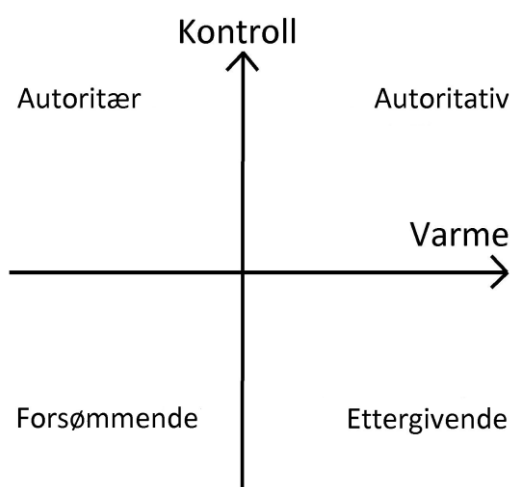 Kontroll
Autoritær
Autoritativ
Varme
Forsømmende
Ettergivende